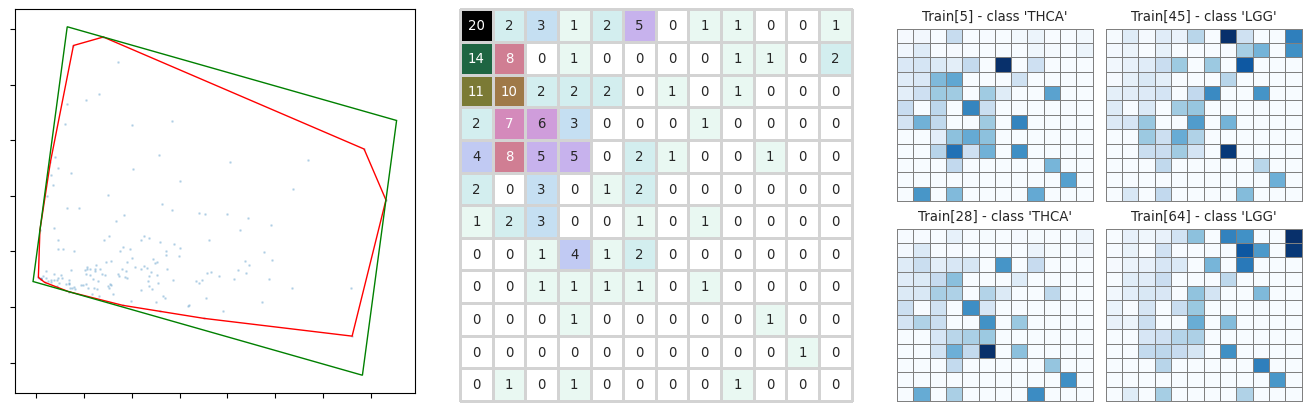 20 2 3 1 2 5 0 1 1 0 0 1
14 8 0 1 0 0 0 0 1 1 0 2
11 10 2 2 2 0 1 0 1 0 0 0
2 7 6 3 0 0 0 1 0 0 0 0
4 8 5 5 0 2 1 0 0 1 0 0
2 0 3 0 1 2 0 0 0 0 0 0
1 2 3 0 0 1 0 1 0 0 0 0
0 0 1 4 1 2 0 0 0 0 0 0
0 0 1 1 1 1 0 1 0 0 0 0
0 0 0 1 0 0 0 0 0 1 0 0
0 0 0 0 0 0 0 0 0 0 1 0
0 1 0 1 0 0 0 0 1 0 0 0
Train[5] - class 'THCA'
Train[45] - class 'LGG'
Train[28] - class 'THCA'
Train[64] - class 'LGG'